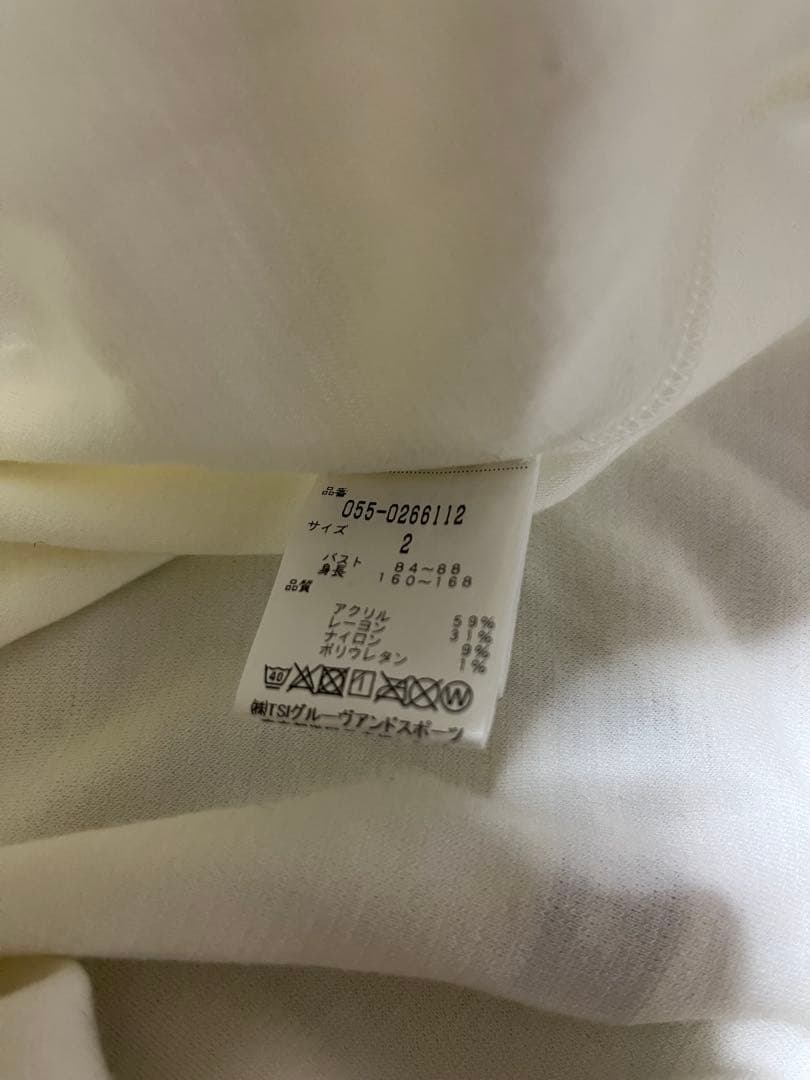 品番
055-0266112
サイズ
2
バスト 84~88
身長 160~168
品質
アクリル 59%
レーヨン 31%
ナイロン 9%
ポリウレタン 1%
40 W
㈱TSIグルーヴアンドスポーツ